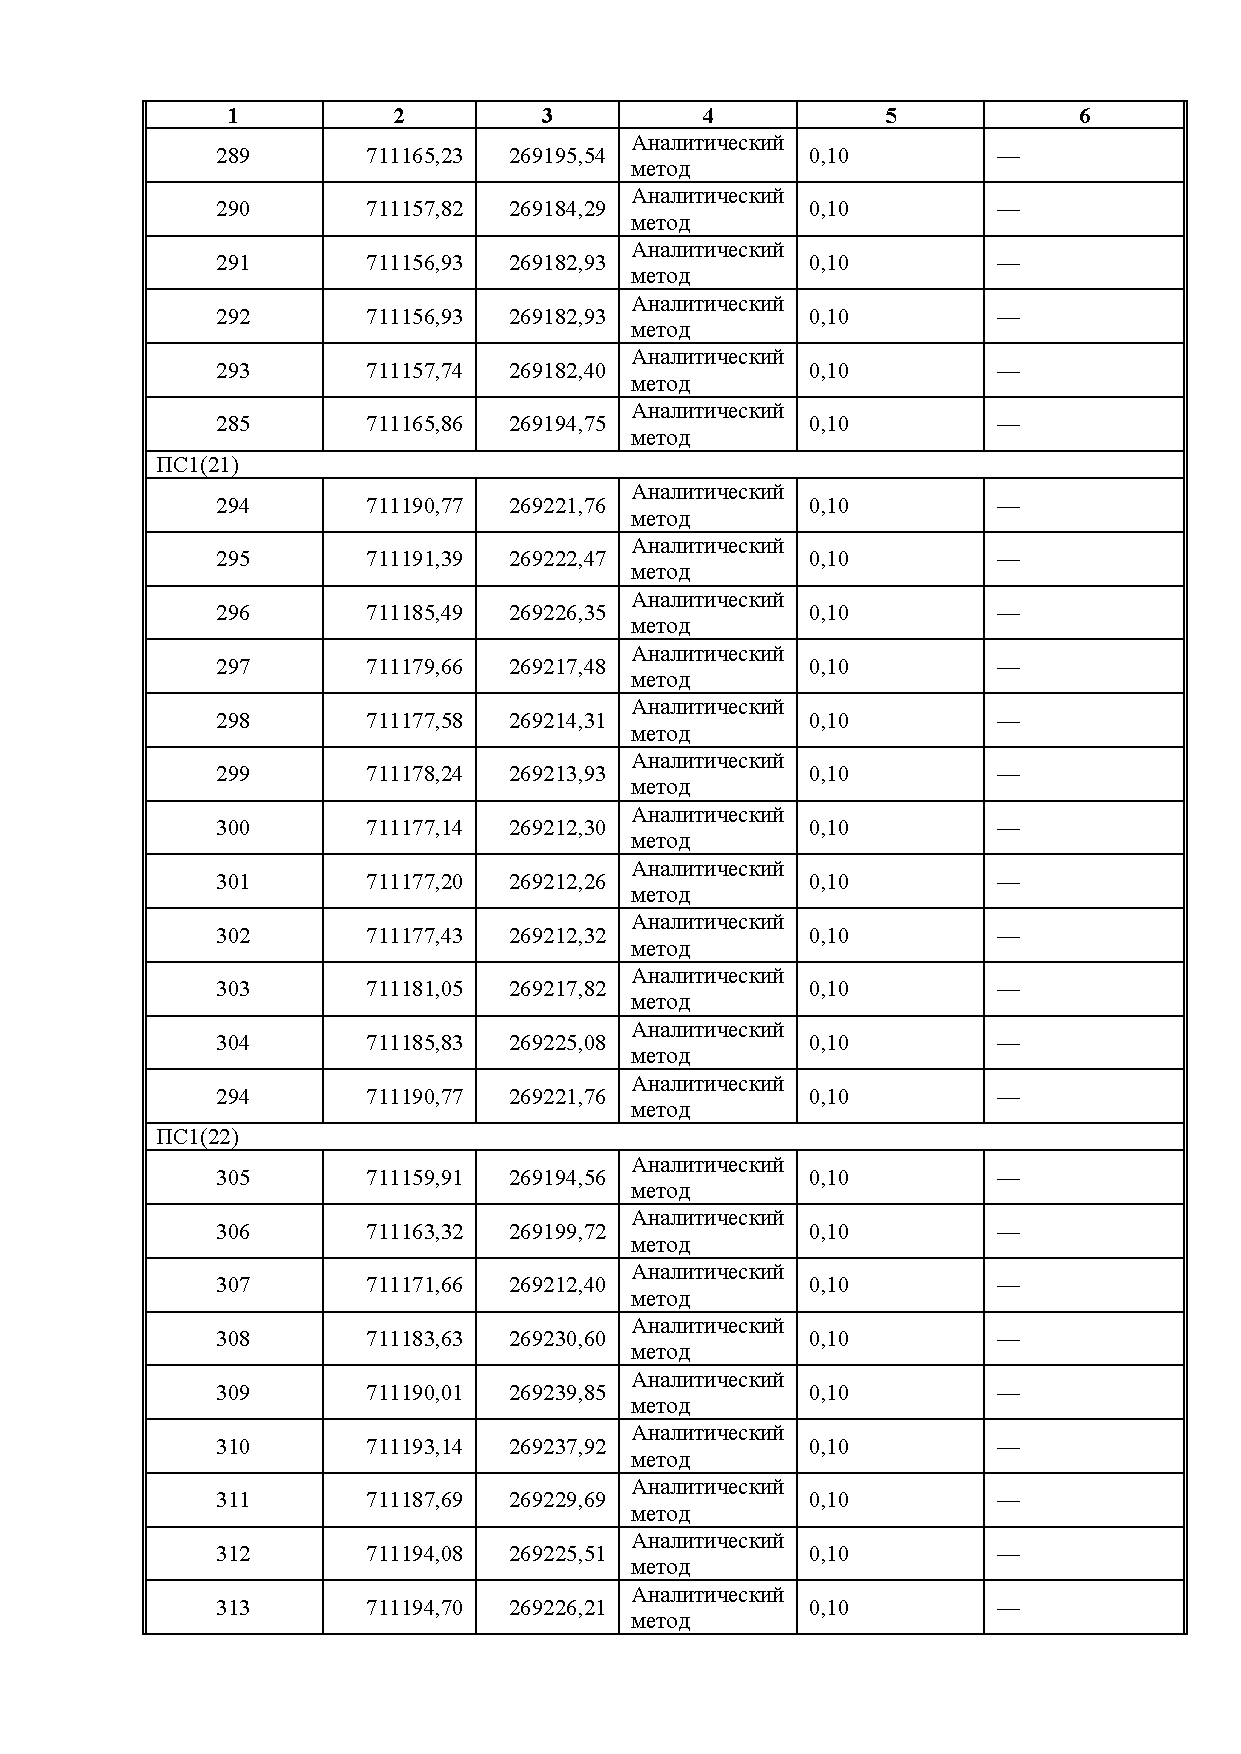 1 2 3 4 5 6
289 711165,23 269195,54 Аналитический метод 0,10 —
290 711157,82 269184,29 Аналитический метод 0,10 —
291 711156,93 269182,93 Аналитический метод 0,10 —
292 711156,93 269182,93 Аналитический метод 0,10 —
293 711157,74 269182,40 Аналитический метод 0,10 —
285 711165,86 269194,75 Аналитический метод 0,10 —
ПС1(21)
294 711190,77 269221,76 Аналитический метод 0,10 —
295 711191,39 269222,47 Аналитический метод 0,10 —
296 711185,49 269226,35 Аналитический метод 0,10 —
297 711179,66 269217,48 Аналитический метод 0,10 —
298 711177,58 269214,31 Аналитический метод 0,10 —
299 711178,24 269213,93 Аналитический метод 0,10 —
300 711177,14 269212,30 Аналитический метод 0,10 —
301 711177,20 269212,26 Аналитический метод 0,10 —
302 711177,43 269212,32 Аналитический метод 0,10 —
303 711181,05 269217,82 Аналитический метод 0,10 —
304 711185,83 269225,08 Аналитический метод 0,10 —
294 711190,77 269221,76 Аналитический метод 0,10 —
ПС1(22)
305 711159,91 269194,56 Аналитический метод 0,10 —
306 711163,32 269199,72 Аналитический метод 0,10 —
307 711171,66 269212,40 Аналитический метод 0,10 —
308 711183,63 269230,60 Аналитический метод 0,10 —
309 711190,01 269239,85 Аналитический метод 0,10 —
310 711193,14 269237,92 Аналитический метод 0,10 —
311 711187,69 269229,69 Аналитический метод 0,10 —
312 711194,08 269225,51 Аналитический метод 0,10 —
313 711194,70 269226,21 Аналитический метод 0,10 —